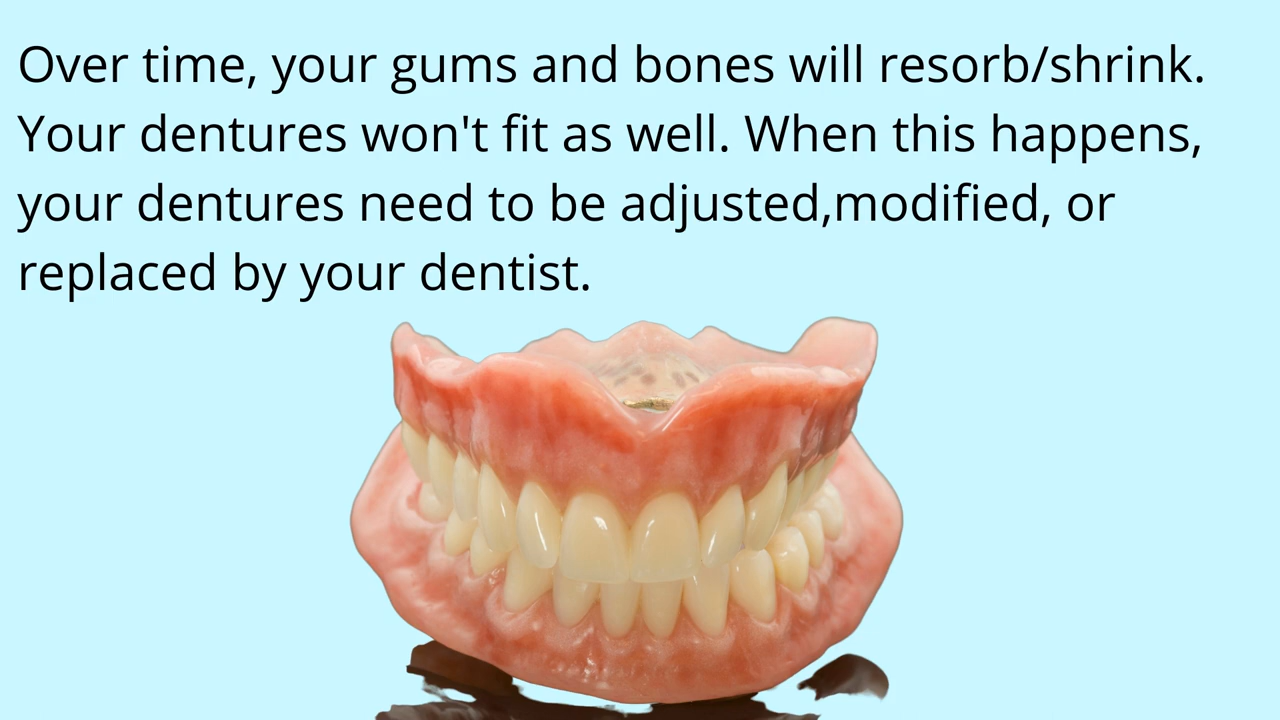 Over time, your gums and bones will resorb/shrink.
Your dentures won't fit as well. When this happens,
your dentures need to be adjusted,modified, or
replaced by your dentist.